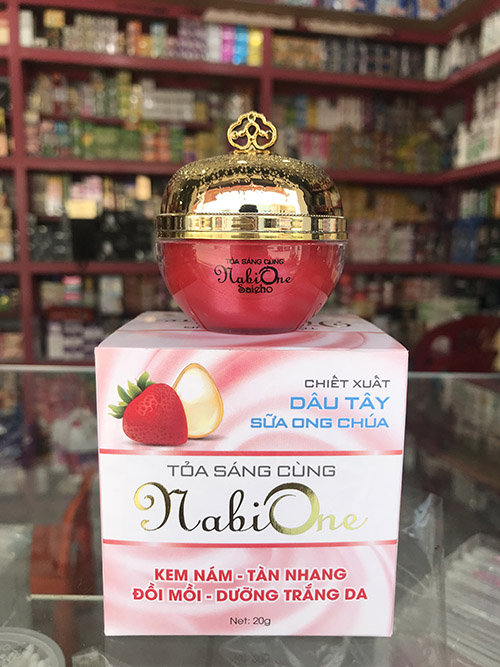 TỎA SÁNG CÙNG
NabiOne
Saigho
CHIẾT XUẤT
DÂU TÂY
SỮA ONG CHÚA
TỎA SÁNG CÙNG
NabiOne
KEM NÁM - TÀN NHANG
ĐỒI MỒI - DƯỠNG TRẮNG DA
Net: 20g